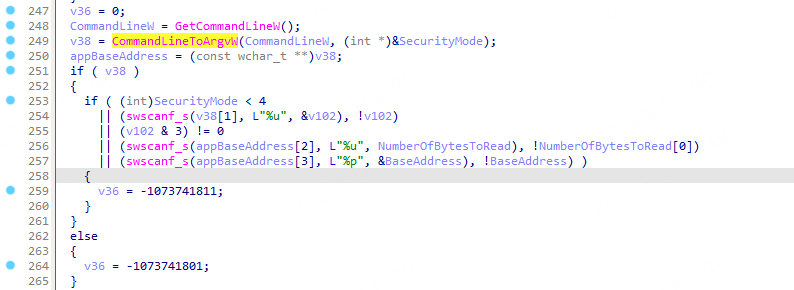 247 v36 = 0;
248 CommandLineW = GetCommandLineW();
249 v38 = CommandLineToArgvW(CommandLineW, (int *)&SecurityMode);
250 appBaseAddress = (const wchar_t **)v38;
251 if ( v38 )
252 {
253 if ( (int)SecurityMode < 4
254 || (swscanf_s(v38[1], L"%u", &v102), !v102)
255 || (v102 & 3) != 0
256 || (swscanf_s(appBaseAddress[2], L"%u", NumberOfBytesToRead), !NumberOfBytesToRead[0])
257 || (swscanf_s(appBaseAddress[3], L"%p", &BaseAddress), !BaseAddress) )
258 {
259 v36 = -1073741811;
260 }
261 }
262 else
263 {
264 v36 = -1073741801;
265 }